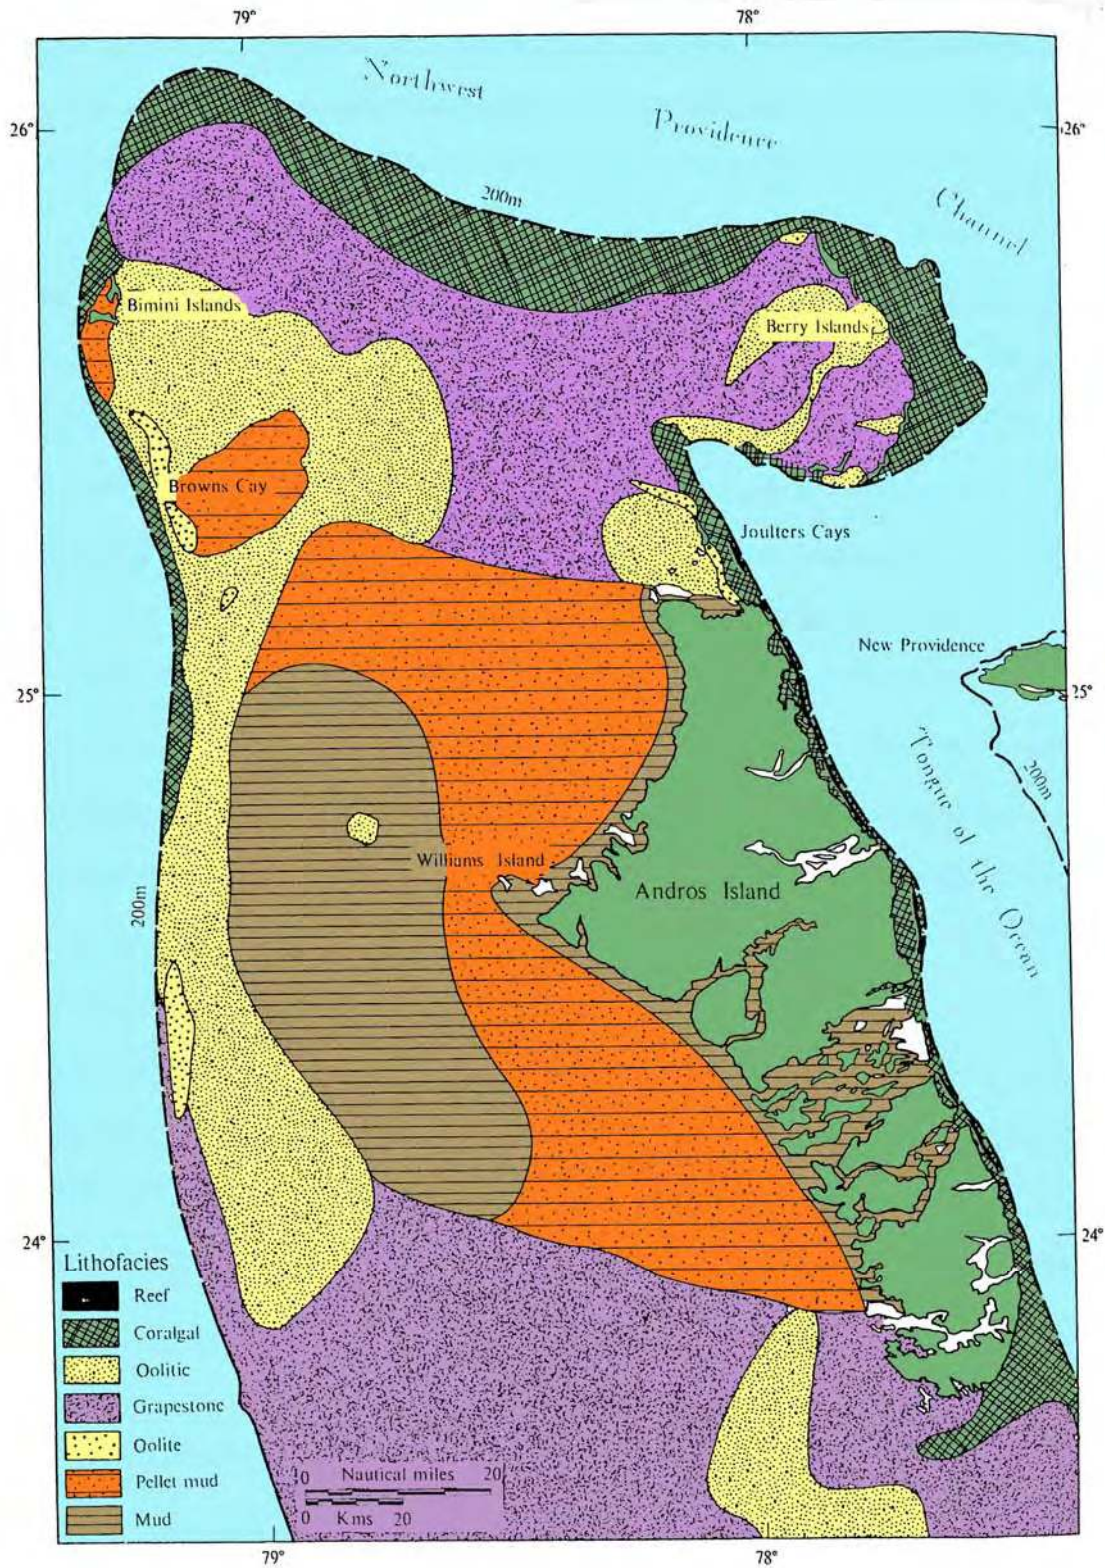 79°
78°
Northwest
Providence
Channel
26°
26°
200m
Bimini Islands
Berry Islands
Browns Cay
Joulters Cays
New Providence
25°
25°
Tongue of the Ocean
200m
Williams Island
Andros Island
200m
24°
24°
Lithofacies
Reef
Coralgal
Oolitic
Grapestone
Oolite
Pellet mud
Mud
0 Nautical miles 20
0 Kms 20
79°
78°